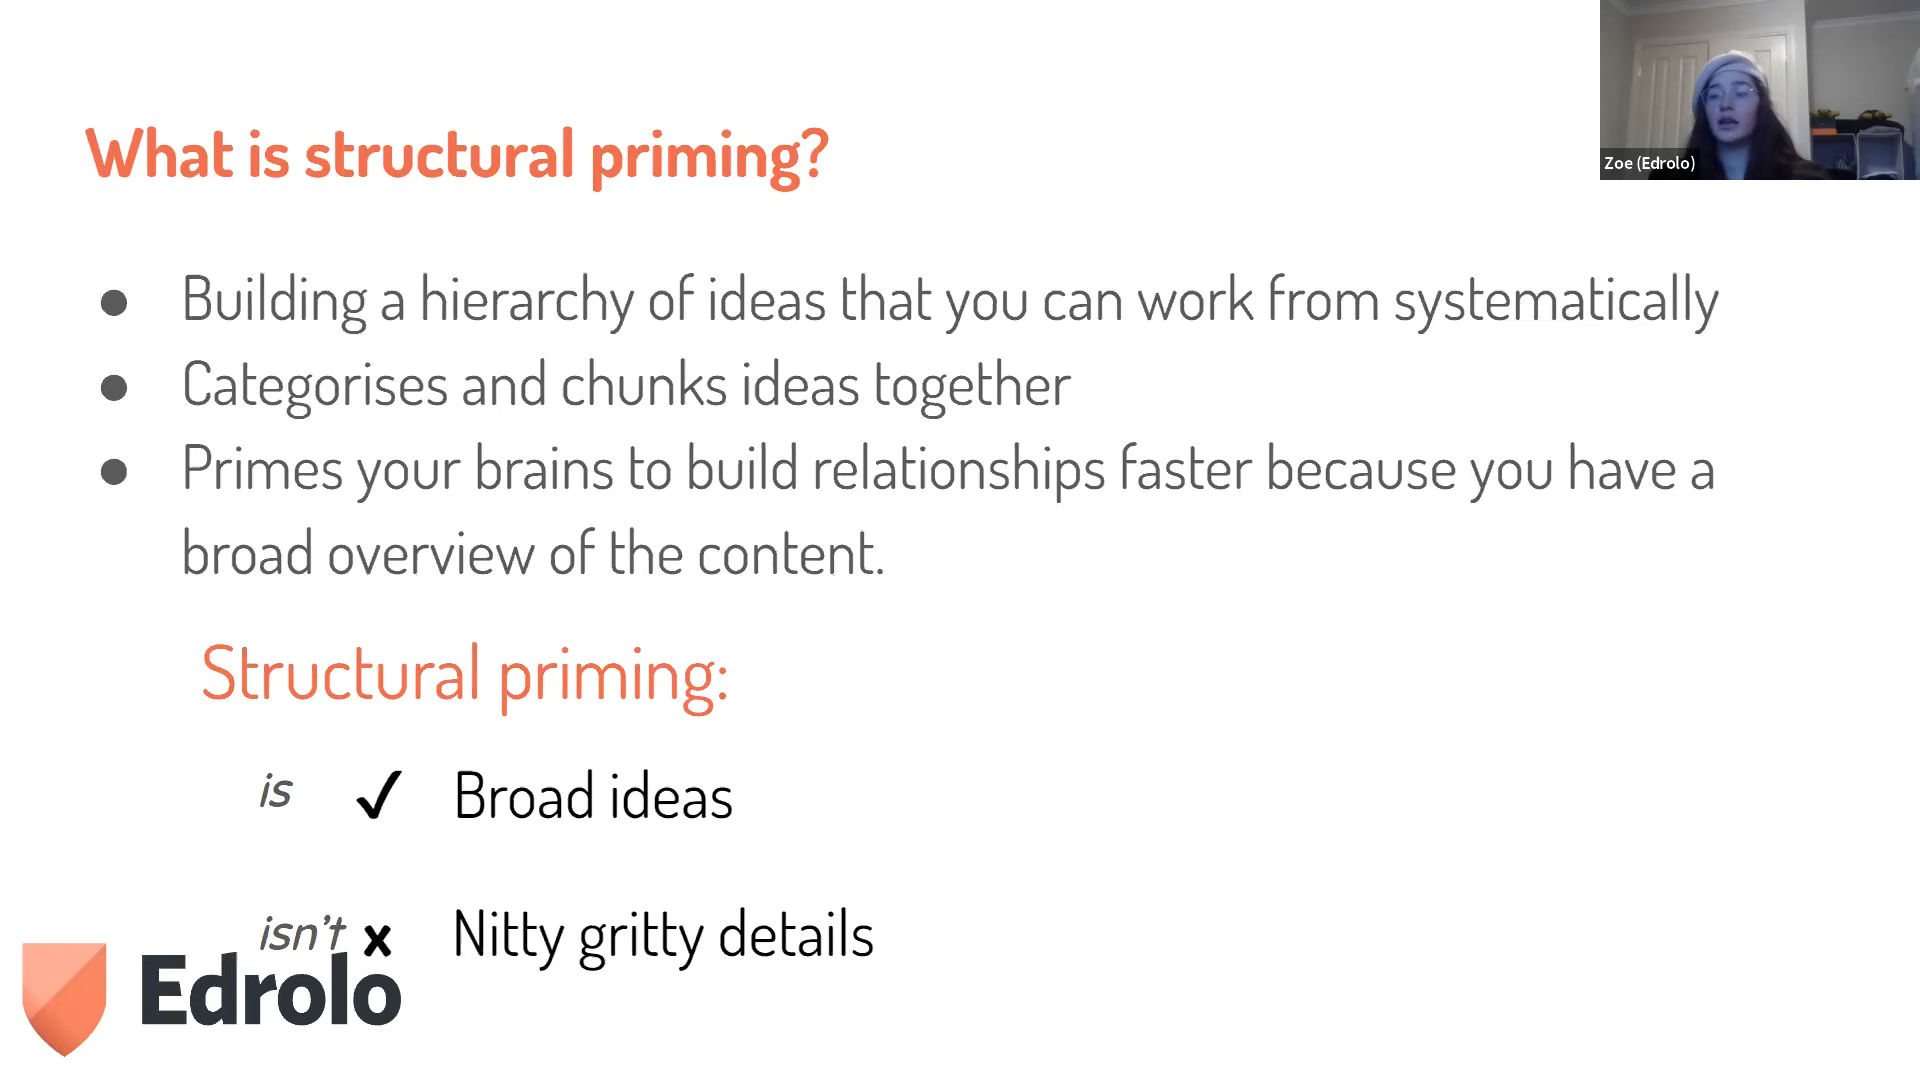 What is structural priming?
Zoe (Edrolo)
● Building a hierarchy of ideas that you can work from systematically
● Categorises and chunks ideas together
● Primes your brains to build relationships faster because you have a
broad overview of the content.
Structural priming:
is ✓ Broad ideas
isn't x Nitty gritty details
Edrolo